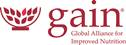 gain
Global Alliance for
Improved Nutrition